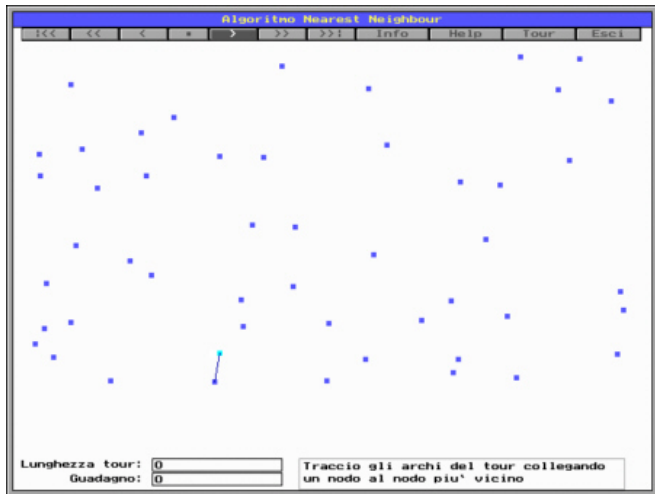 Algoritmo Nearest Neighbour
|<< << < ▪ > >> >>| Info Help Tour Esci
Lunghezza tour: 0
Guadagno: 0
Traccio gli archi del tour collegando
un nodo al nodo piu` vicino